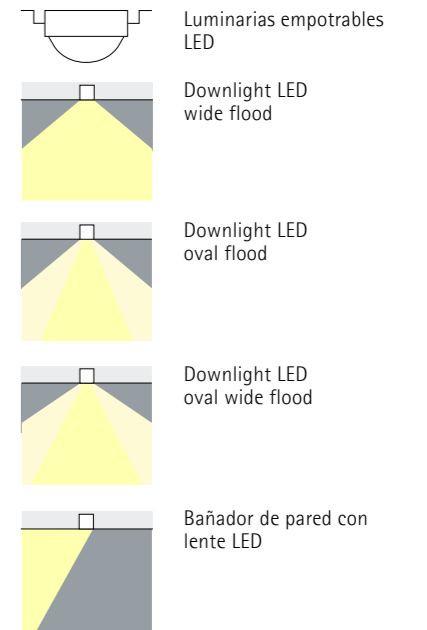 Luminarias empotrables
LED
Downlight LED
wide flood
Downlight LED
oval flood
Downlight LED
oval wide flood
Bañador de pared con
lente LED